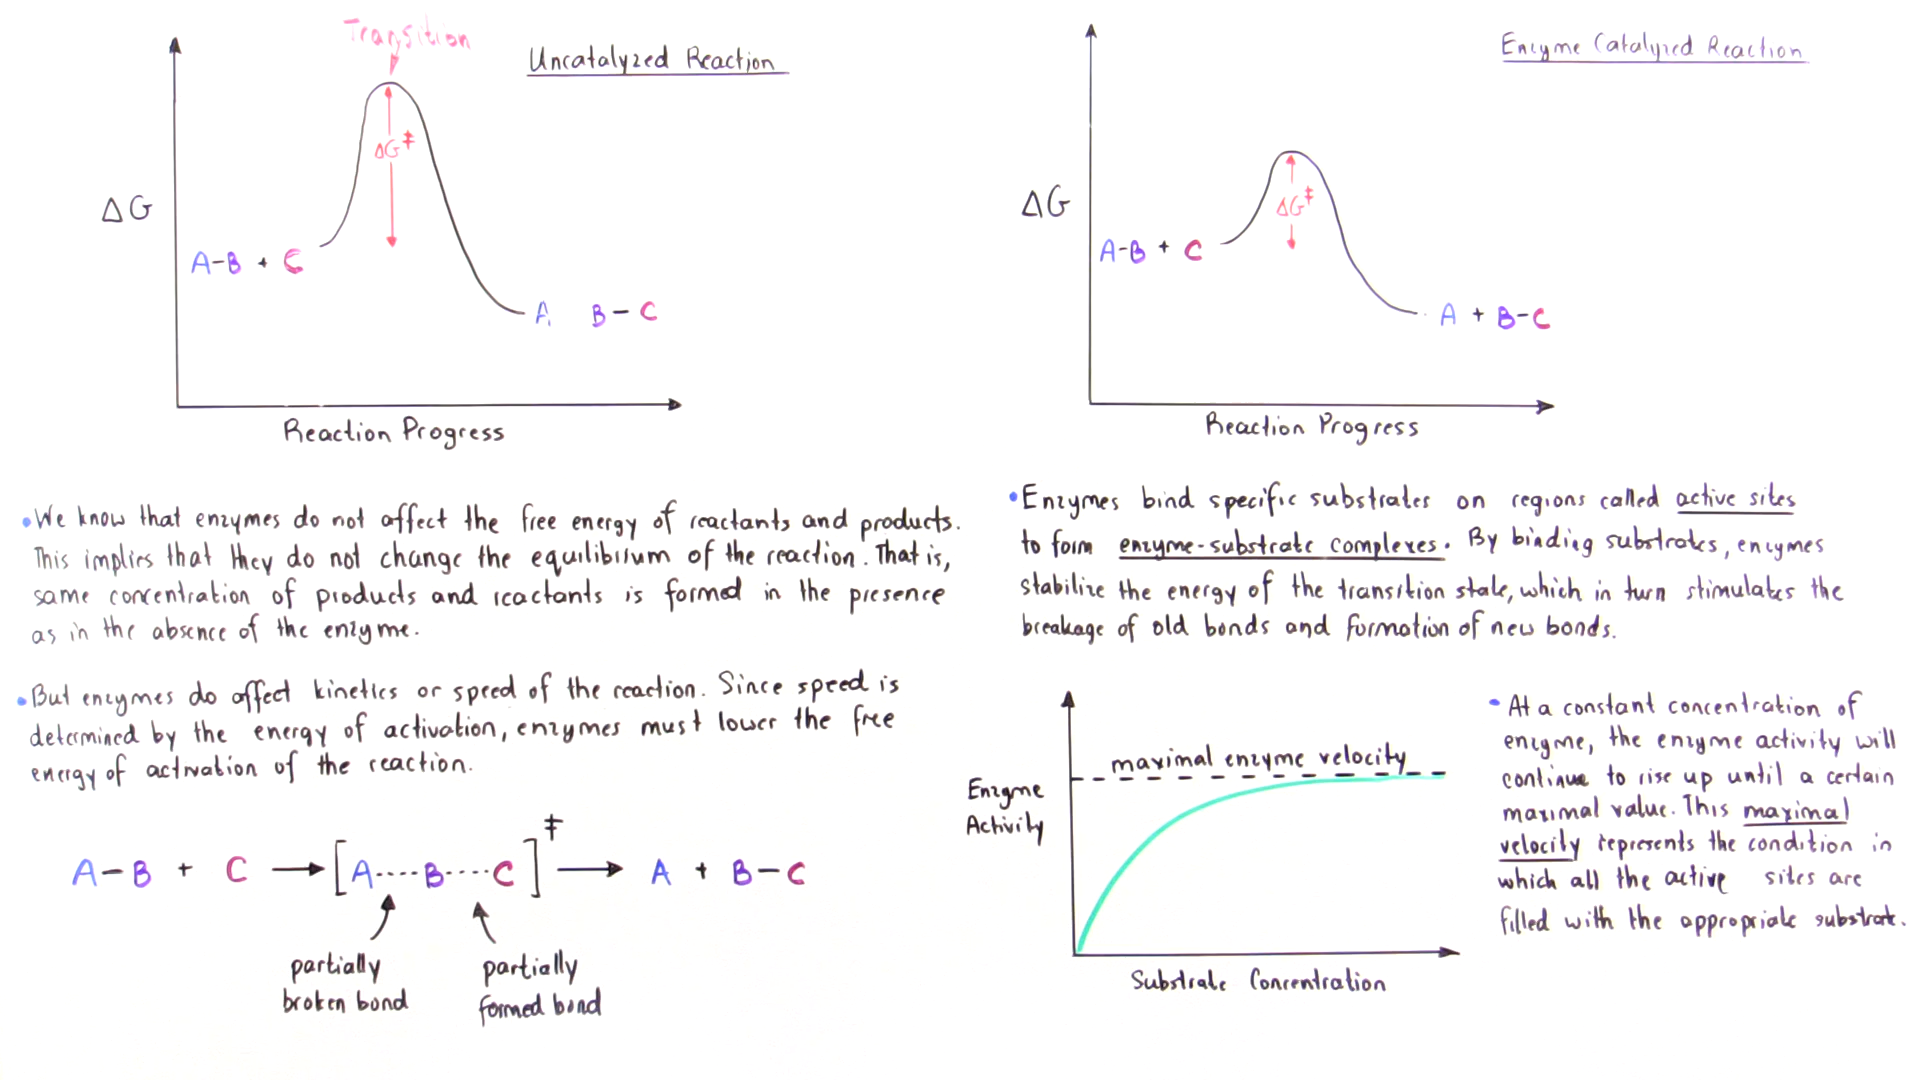 Transition
Uncatalyzed Reaction
ΔG‡
ΔG
A-B + C
A B-C
Reaction Progress
Enzyme Catalyzed Reaction
ΔG‡
ΔG
A-B + C
A + B-C
Reaction Progress
•We know that enzymes do not affect the free energy of reactants and products.
This implies that they do not change the equilibrium of the reaction. That is,
same concentration of products and reactants is formed in the presence
as in the absence of the enzyme.
•But enzymes do affect kinetics or speed of the reaction. Since speed is
determined by the energy of activation, enzymes must lower the free
energy of activation of the reaction.
A-B + C → [A····B·····C]‡ → A + B-C
partially
broken bond
partially
formed bond
•Enzymes bind specific substrates on regions called active sites
to form enzyme-substrate complexes. By binding substrates, enzymes
stabilize the energy of the transition state, which in turn stimulates the
breakage of old bonds and formation of new bonds.
maximal enzyme velocity
Enzyme
Activity
Substrate Concentration
•At a constant concentration of
enzyme, the enzyme activity will
continue to rise up until a certain
maximal value. This maximal
velocity represents the condition in
which all the active sites are
filled with the appropriate substrate.